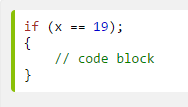 if (x == 19);
{
    // code block
}